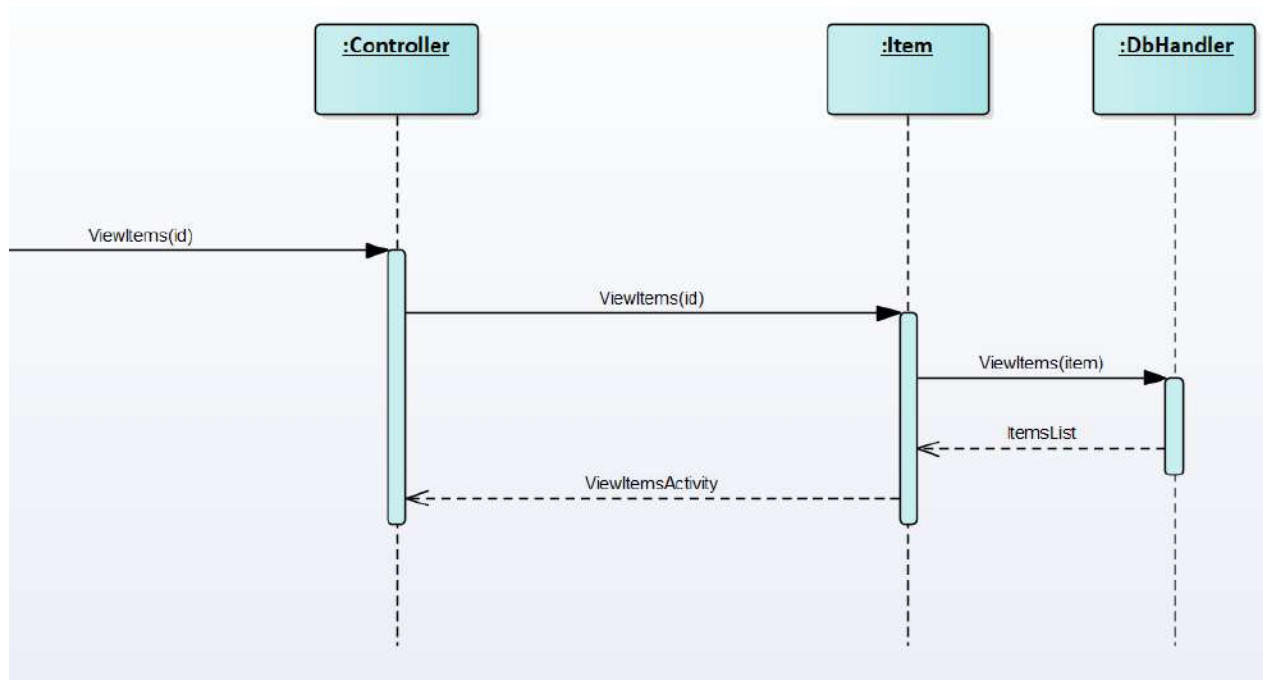 :Controller
:Item
:DbHandler
ViewItems(id)
ViewItems(id)
ViewItems(item)
ItemsList
ViewItemsActivity